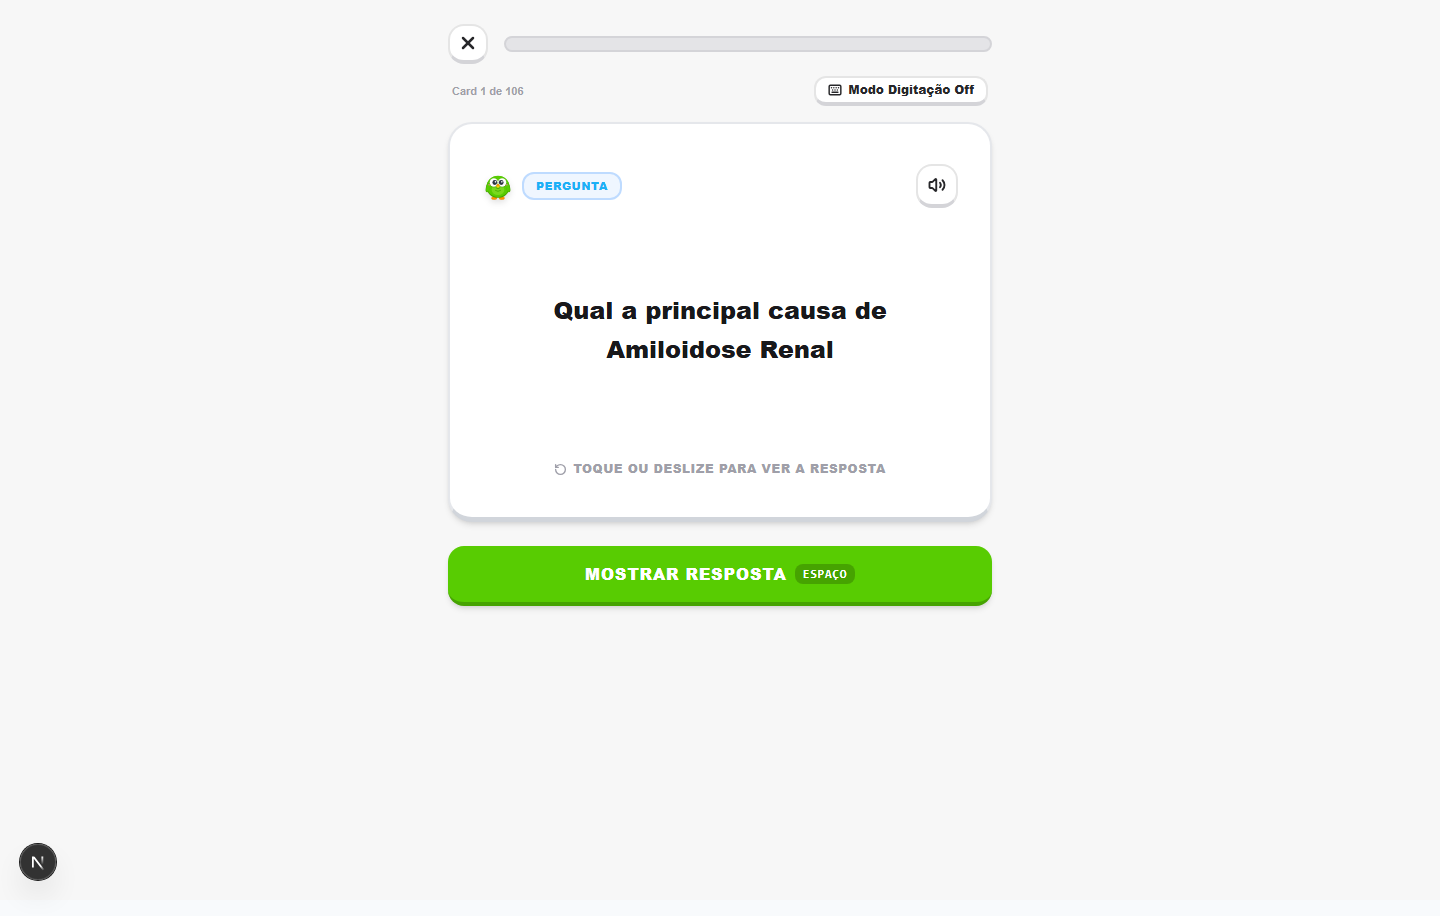 Card 1 de 106
Modo Digitação Off
PERGUNTA
Qual a principal causa de
Amiloidose Renal
TOQUE OU DESLIZE PARA VER A RESPOSTA
MOSTRAR RESPOSTA ESPAÇO
N